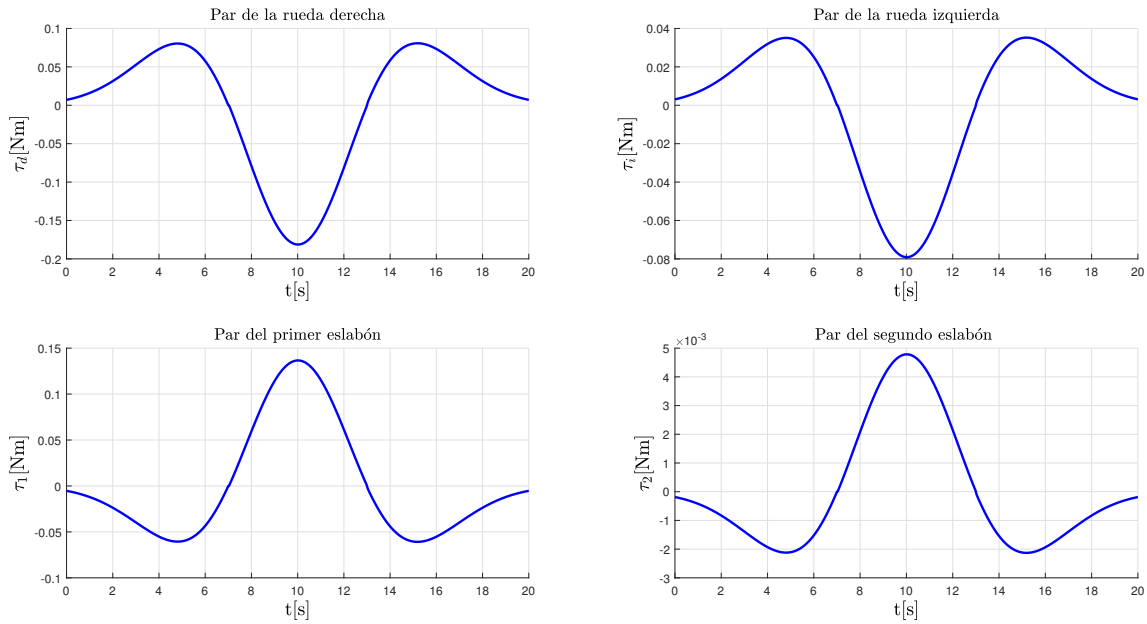 Par de la rueda derecha
0.1
0.05
0
-0.05
-0.1
-0.15
-0.2
τd[Nm]
0 2 4 6 8 10 12 14 16 18 20
t[s]
Par de la rueda izquierda
0.04
0.02
0
-0.02
-0.04
-0.06
-0.08
τi[Nm]
0 2 4 6 8 10 12 14 16 18 20
t[s]
Par del primer eslabón
0.15
0.1
0.05
0
-0.05
-0.1
τ1[Nm]
0 2 4 6 8 10 12 14 16 18 20
t[s]
Par del segundo eslabón
×10-3
5
4
3
2
1
0
-1
-2
-3
τ2[Nm]
0 2 4 6 8 10 12 14 16 18 20
t[s]